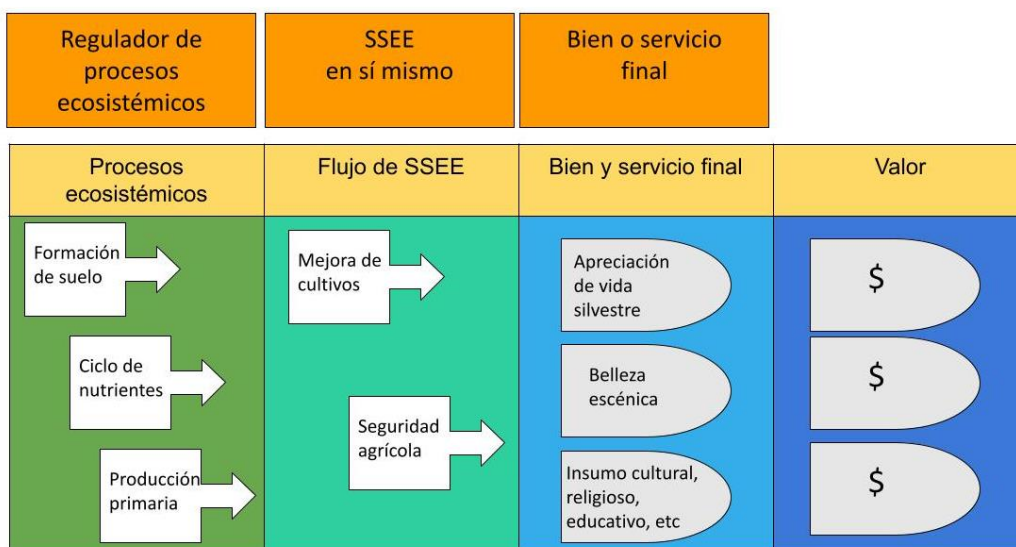 Regulador de
procesos
ecosistémicos
SSEE
en sí mismo
Bien o servicio
final
Procesos
ecosistémicos
Flujo de SSEE
Bien y servicio final
Valor
Formación
de suelo
Mejora de
cultivos
Apreciación
de vida
silvestre
$
Ciclo de
nutrientes
Belleza
escénica
$
Seguridad
agrícola
Producción
primaria
Insumo cultural,
religioso,
educativo, etc
$